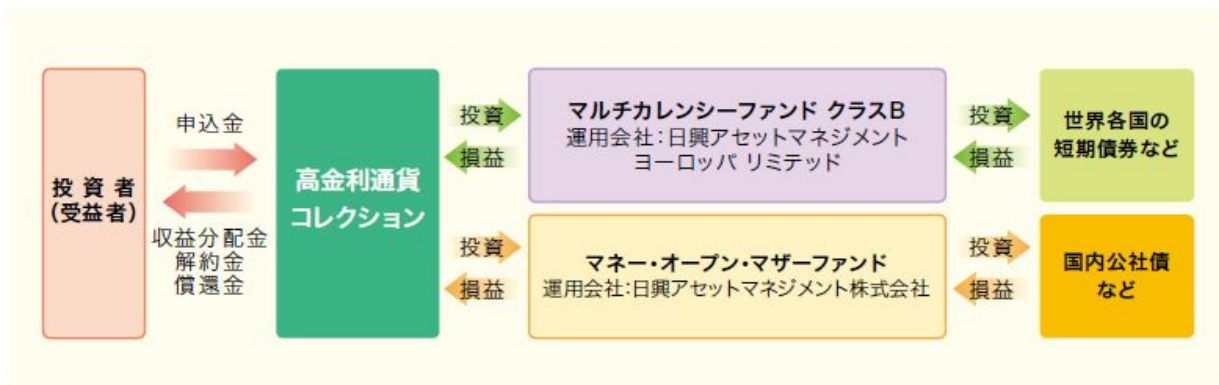 投資者
(受益者)
申込金
収益分配金
解約金
償還金
高金利通貨
コレクション
投資
損益
マルチカレンシーファンド クラスB
運用会社:日興アセットマネジメント
ヨーロッパ リミテッド
投資
損益
世界各国の
短期債券など
投資
損益
マネー・オープン・マザーファンド
運用会社:日興アセットマネジメント株式会社
投資
損益
国内公社債
など